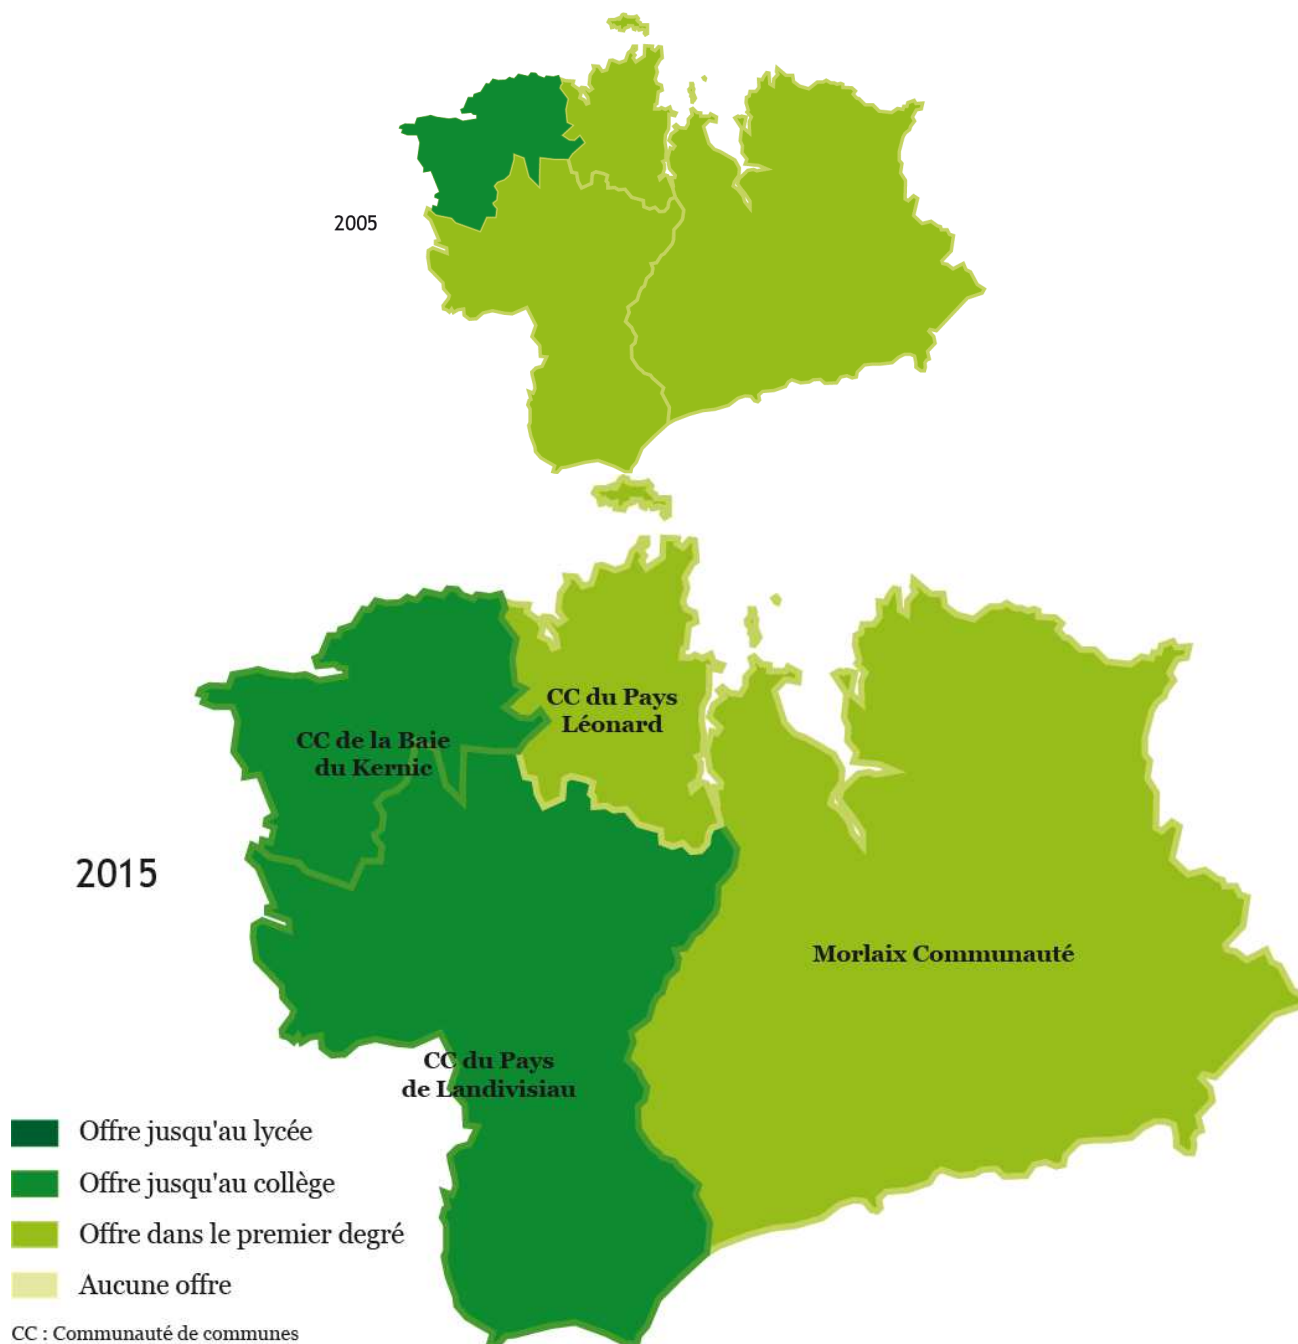 2005
CC du Pays
Léonard
CC de la Baie
du Kernic
2015
Morlaix Communauté
CC du Pays
de Landivisiau
Offre jusqu'au lycée
Offre jusqu'au collège
Offre dans le premier degré
Aucune offre
CC : Communauté de communes